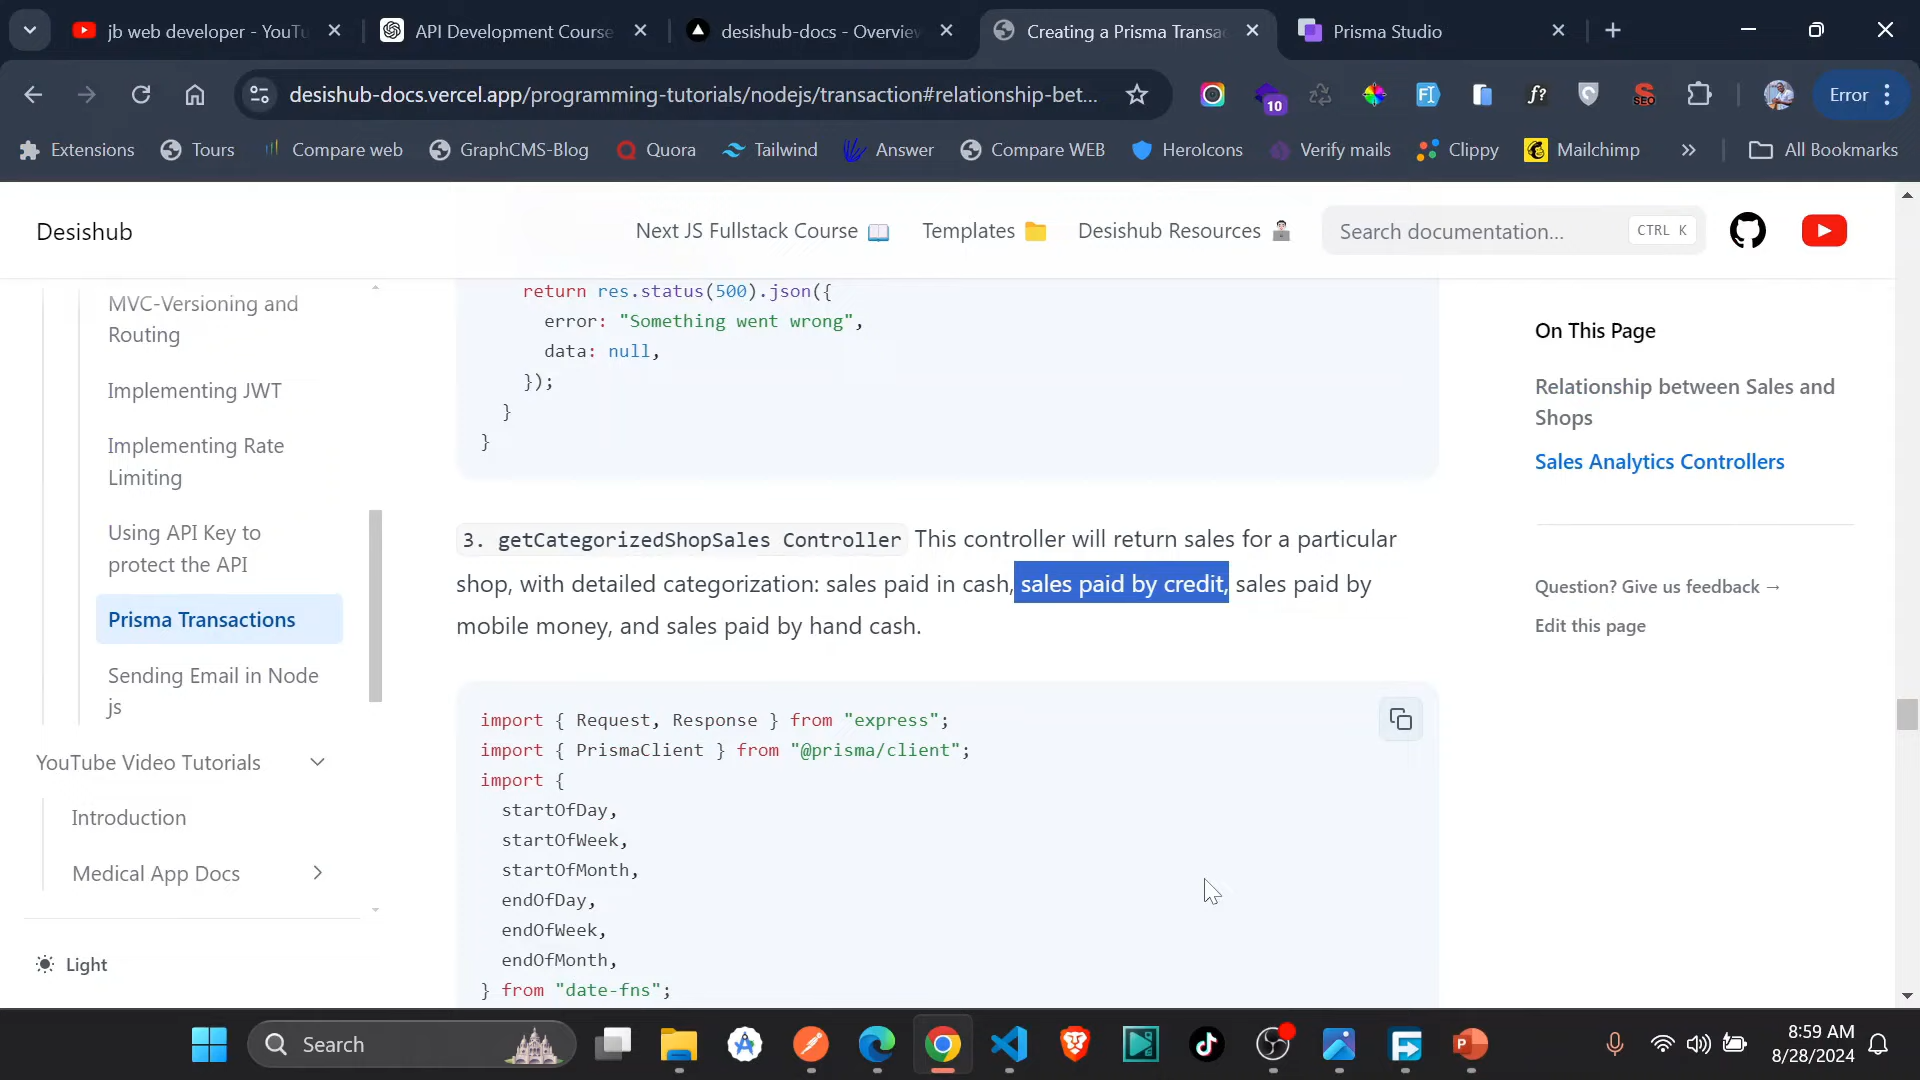 jb web developer - YouTu
API Development Course
desishub-docs - Overview
Creating a Prisma Transac
Prisma Studio
desishub-docs.vercel.app/programming-tutorials/nodejs/transaction#relationship-bet...
10
f?
SEO
Error
Extensions
Tours
Compare web
GraphCMS-Blog
Quora
Tailwind
Answer
Compare WEB
HeroIcons
Verify mails
Clippy
Mailchimp
»
All Bookmarks
Desishub
Next JS Fullstack Course 📖
Templates 📁
Desishub Resources 👨🏻‍💻
Search documentation...
CTRL K
MVC-Versioning and
Routing
Implementing JWT
Implementing Rate
Limiting
Using API Key to
protect the API
Prisma Transactions
Sending Email in Node
js
YouTube Video Tutorials
Introduction
Medical App Docs
Light
return res.status(500).json({
error: "Something went wrong",
data: null,
});
}
}
3. getCategorizedShopSales Controller This controller will return sales for a particular
shop, with detailed categorization: sales paid in cash, sales paid by credit, sales paid by
mobile money, and sales paid by hand cash.
import { Request, Response } from "express";
import { PrismaClient } from "@prisma/client";
import {
startOfDay,
startOfWeek,
startOfMonth,
endOfDay,
endOfWeek,
endOfMonth,
} from "date-fns";
On This Page
Relationship between Sales and
Shops
Sales Analytics Controllers
Question? Give us feedback →
Edit this page
Search
8:59 AM
8/28/2024